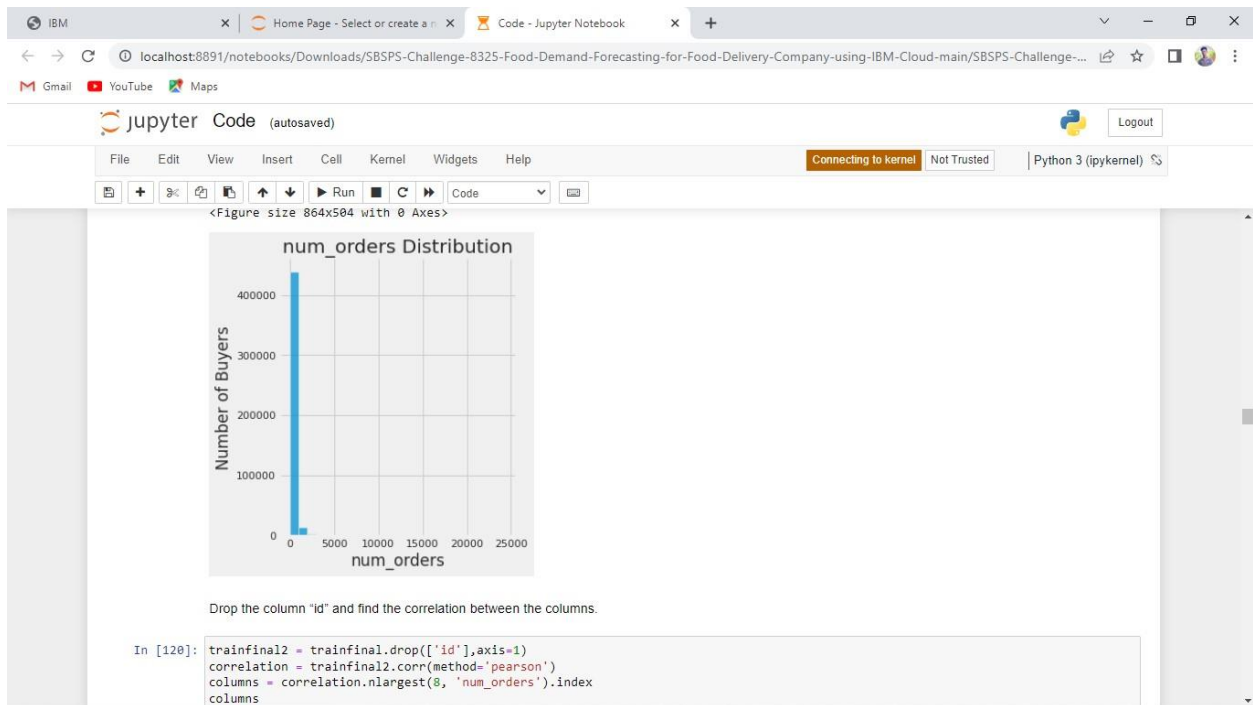 IBM
Home Page - Select or create a n
Code - Jupyter Notebook
localhost:8891/notebooks/Downloads/SBSPS-Challenge-8325-Food-Demand-Forecasting-for-Food-Delivery-Company-using-IBM-Cloud-main/SBSPS-Challenge-...
Gmail YouTube Maps
jupyter Code (autosaved)
Logout
File Edit View Insert Cell Kernel Widgets Help
Connecting to kernel Not Trusted Python 3 (ipykernel)
Run Code
<Figure size 864x504 with 0 Axes>
num_orders Distribution
Number of Buyers
400000
300000
200000
100000
0
0 5000 10000 15000 20000 25000
num_orders
Drop the column “id” and find the correlation between the columns.
In [120]: trainfinal2 = trainfinal.drop(['id'],axis=1)
correlation = trainfinal2.corr(method='pearson')
columns = correlation.nlargest(8, 'num_orders').index
columns